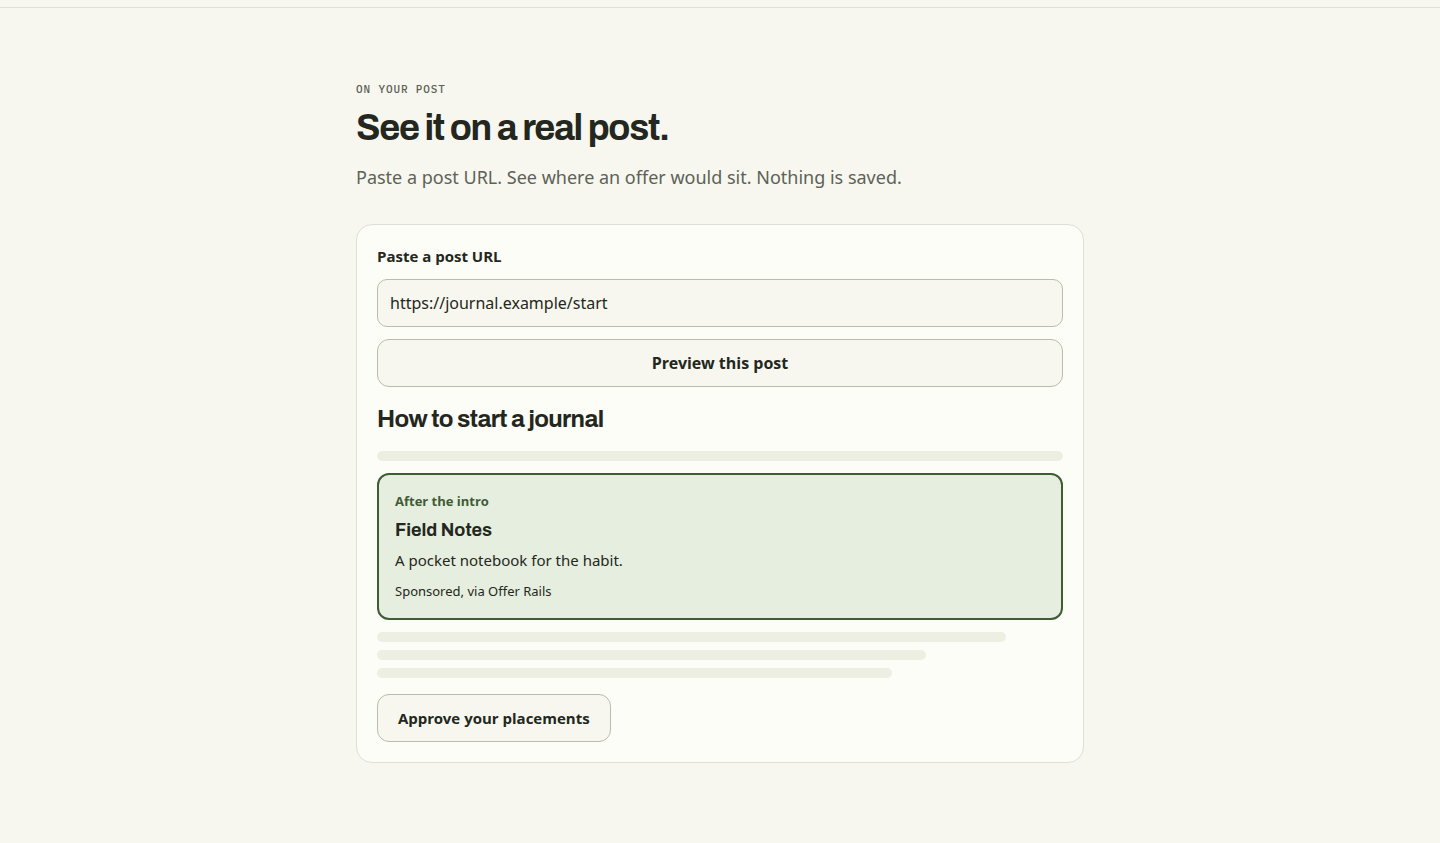 ON YOUR POST
See it on a real post.
Paste a post URL. See where an offer would sit. Nothing is saved.
Paste a post URL
https://journal.example/start
Preview this post
How to start a journal
After the intro
Field Notes
A pocket notebook for the habit.
Sponsored, via Offer Rails
Approve your placements